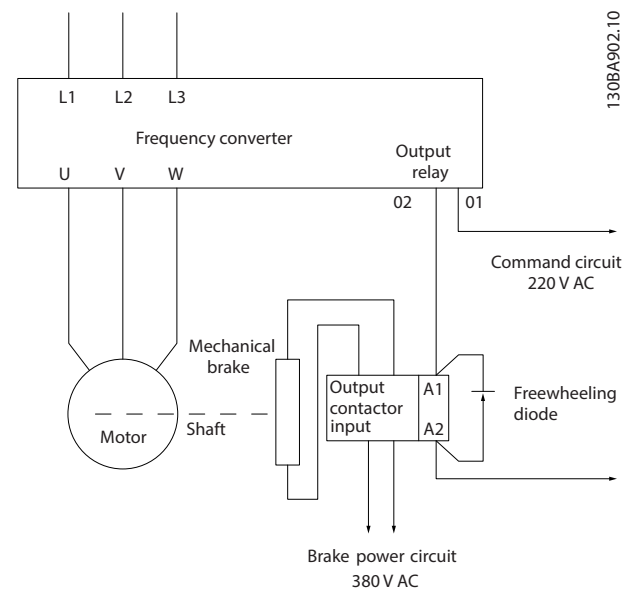 130BA902.10
L1 L2 L3
Frequency converter
Output
relay
U V W
02 01
Command circuit
220 V AC
Mechanical
brake
Output
contactor
input
A1
A2
Freewheeling
diode
Motor
Shaft
Brake power circuit
380 V AC